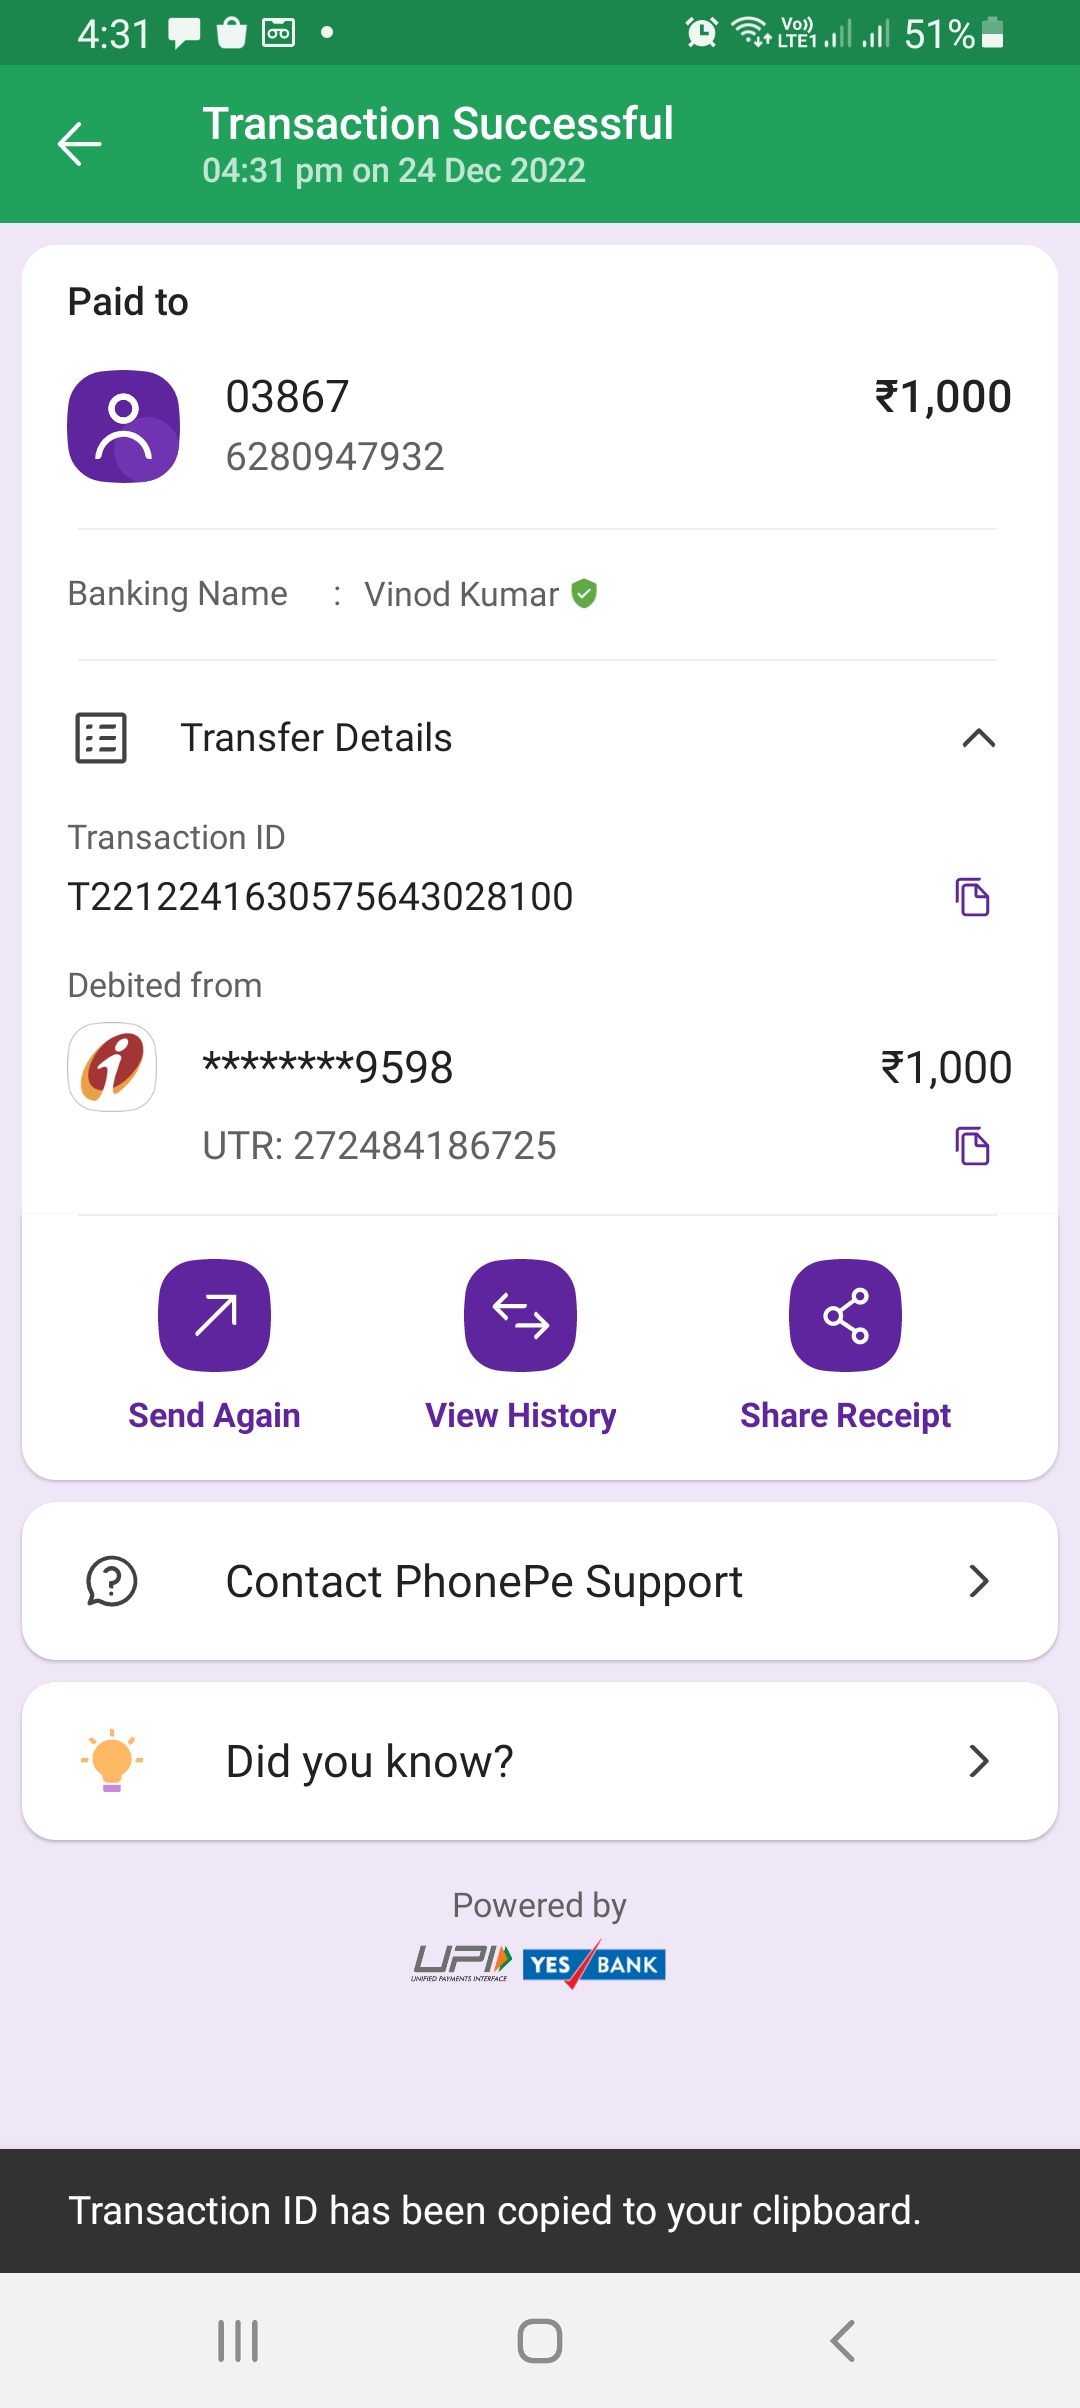 4:31 Vo)) LTE1 51%
Transaction Successful
04:31 pm on 24 Dec 2022
Paid to
03867 ₹1,000
6280947932
Banking Name : Vinod Kumar
Transfer Details
Transaction ID
T2212241630575643028100
Debited from
********9598 ₹1,000
UTR: 272484186725
Send Again View History Share Receipt
Contact PhonePe Support
Did you know?
Powered by
UPI YES BANK
UNIFIED PAYMENTS INTERFACE
Transaction ID has been copied to your clipboard.